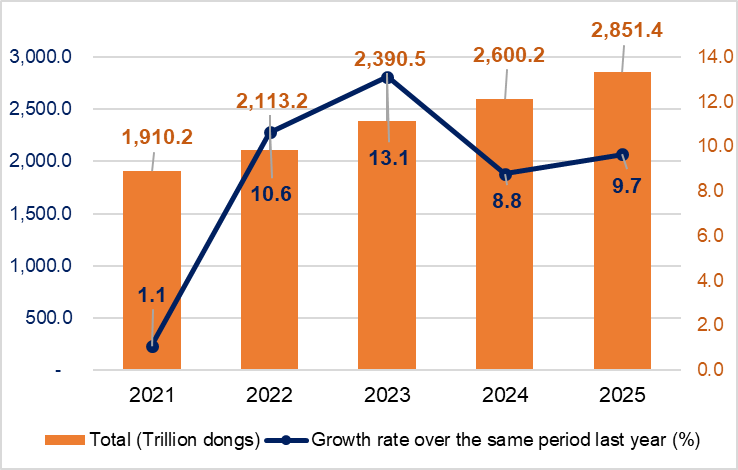 2,851.4
3,000.0 2,390.5 2,600.2 14.0
2,500.0 2,113.2 12.0
1,910.2
2,000.0 13.1 10.0
10.6 8.8 9.7
1,500.0 8.0
6.0
1,000.0
1.1 4.0
500.0 2.0
- 0.0
2021 2022 2023 2024 2025
Total (Trillion dongs) Growth rate over the same period last year (%)